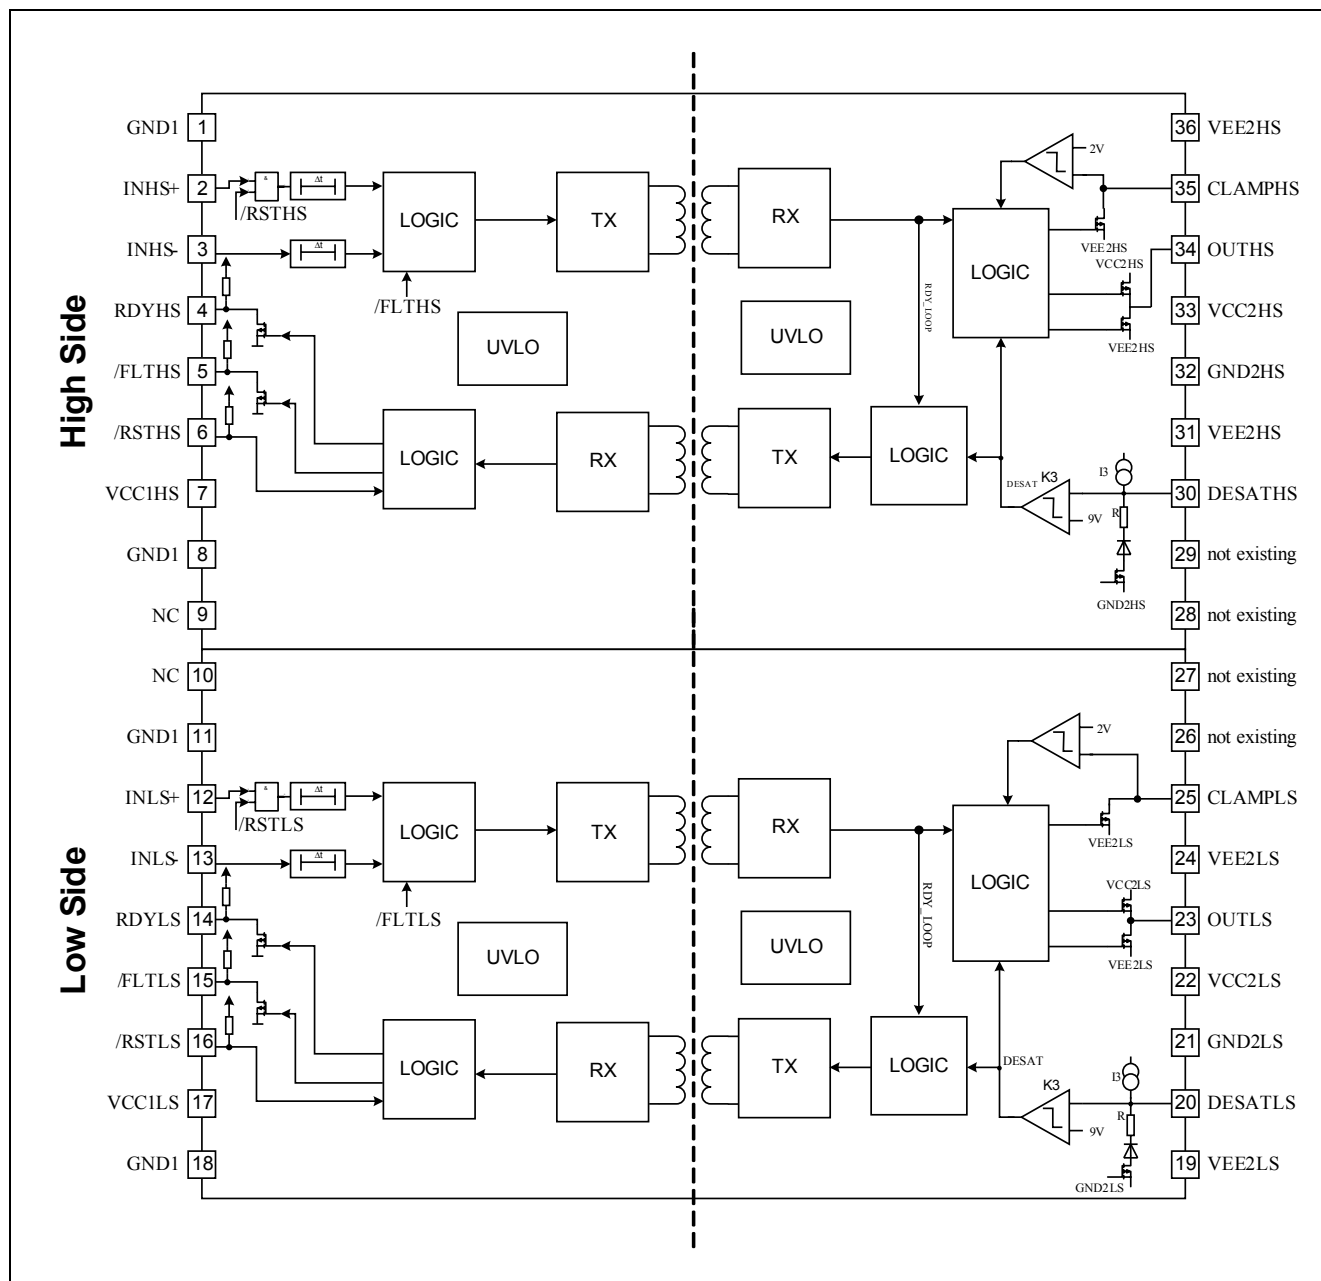 High Side
GND1 1
INHS+ 2
/RSTHS
INHS- 3
RDYHS 4
/FLTHS 5
/RSTHS 6
VCC1HS 7
GND1 8
NC 9
&
Δt
Δt
LOGIC
/FLTHS
TX
UVLO
LOGIC
RX
RX
RDY_LOOP
UVLO
TX
LOGIC
LOGIC
2V
VEE2HS
VCC2HS
VEE2HS
DESAT
K3
9V
I3
R
GND2HS
36 VEE2HS
35 CLAMPHS
34 OUTHS
33 VCC2HS
32 GND2HS
31 VEE2HS
30 DESATHS
29 not existing
28 not existing
Low Side
NC 10
GND1 11
INLS+ 12
/RSTLS
INLS- 13
RDYLS 14
/FLTLS 15
/RSTLS 16
VCC1LS 17
GND1 18
&
Δt
Δt
LOGIC
/FLTLS
TX
UVLO
LOGIC
RX
RX
RDY_LOOP
UVLO
TX
LOGIC
LOGIC
2V
VEE2LS
VCC2LS
VEE2LS
DESAT
K3
9V
I3
R
GND2LS
27 not existing
26 not existing
25 CLAMPLS
24 VEE2LS
23 OUTLS
22 VCC2LS
21 GND2LS
20 DESATLS
19 VEE2LS